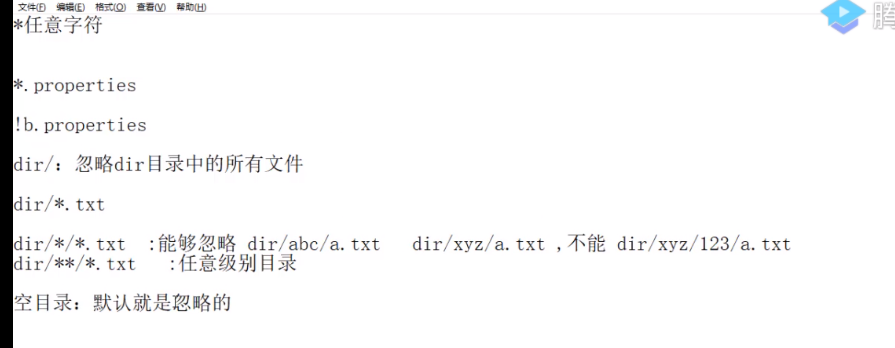 文件(F) 编辑(E) 格式(O) 查看(V) 帮助(H)
*任意字符
*.properties
!b.properties
dir/: 忽略dir目录中的所有文件
dir/*.txt
dir/*/*.txt  :能够忽略 dir/abc/a.txt   dir/xyz/a.txt ,不能 dir/xyz/123/a.txt
dir/**/*.txt   :任意级别目录
空目录: 默认就是忽略的
腾